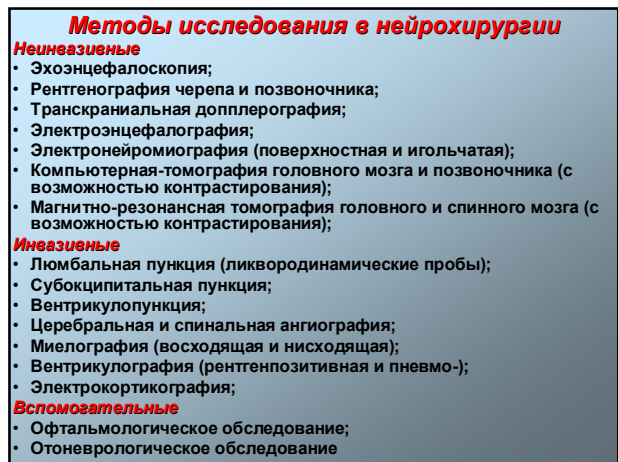 Методы исследования в нейрохирургии
Неинвазивные
• Эхоэнцефалоскопия;
• Рентгенография черепа и позвоночника;
• Транскраниальная допплерография;
• Электроэнцефалография;
• Электронейромиография (поверхностная и игольчатая);
• Компьютерная-томография головного мозга и позвоночника (с
возможностью контрастирования);
• Магнитно-резонансная томография головного и спинного мозга (с
возможностью контрастирования);
Инвазивные
• Люмбальная пункция (ликвородинамические пробы);
• Субокципитальная пункция;
• Вентрикулопункция;
• Церебральная и спинальная ангиография;
• Миелография (восходящая и нисходящая);
• Вентрикулография (рентгенпозитивная и пневмо-);
• Электрокортикография;
Вспомогательные
• Офтальмологическое обследование;
• Отоневрологическое обследование